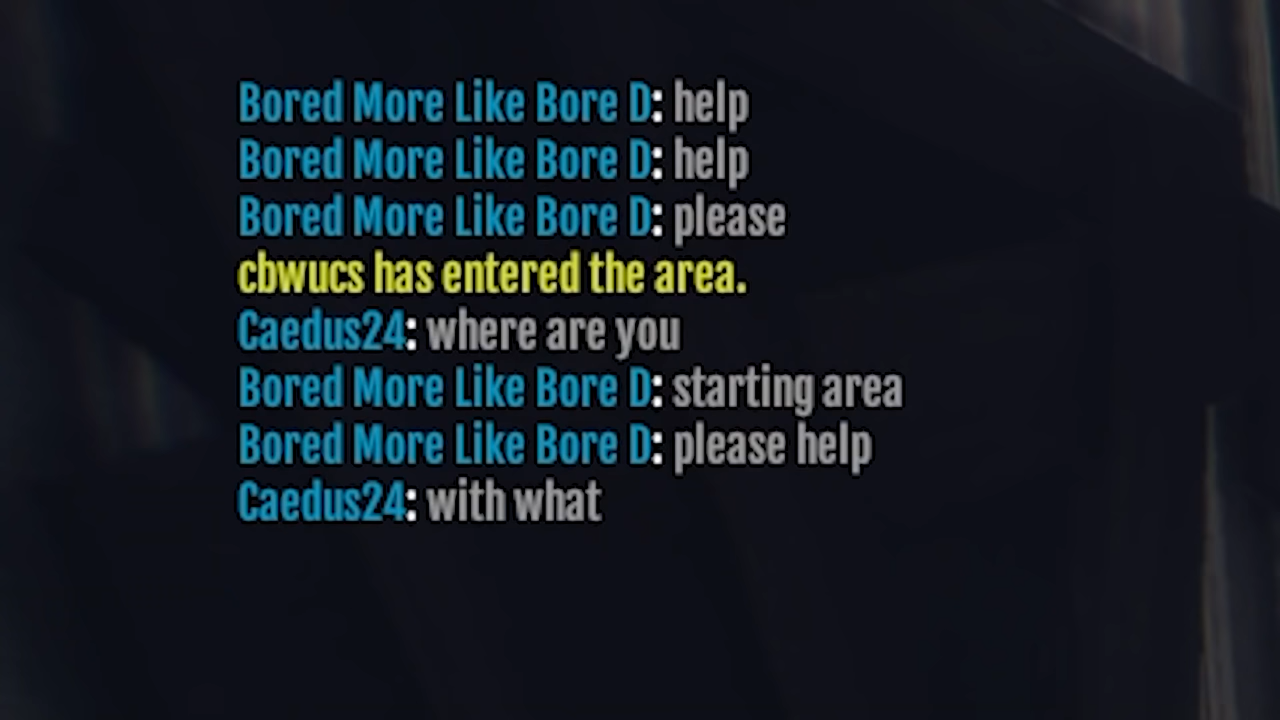 Bored More Like Bore D: help
Bored More Like Bore D: help
Bored More Like Bore D: please
cbwucs has entered the area.
Caedus24: where are you
Bored More Like Bore D: starting area
Bored More Like Bore D: please help
Caedus24: with what